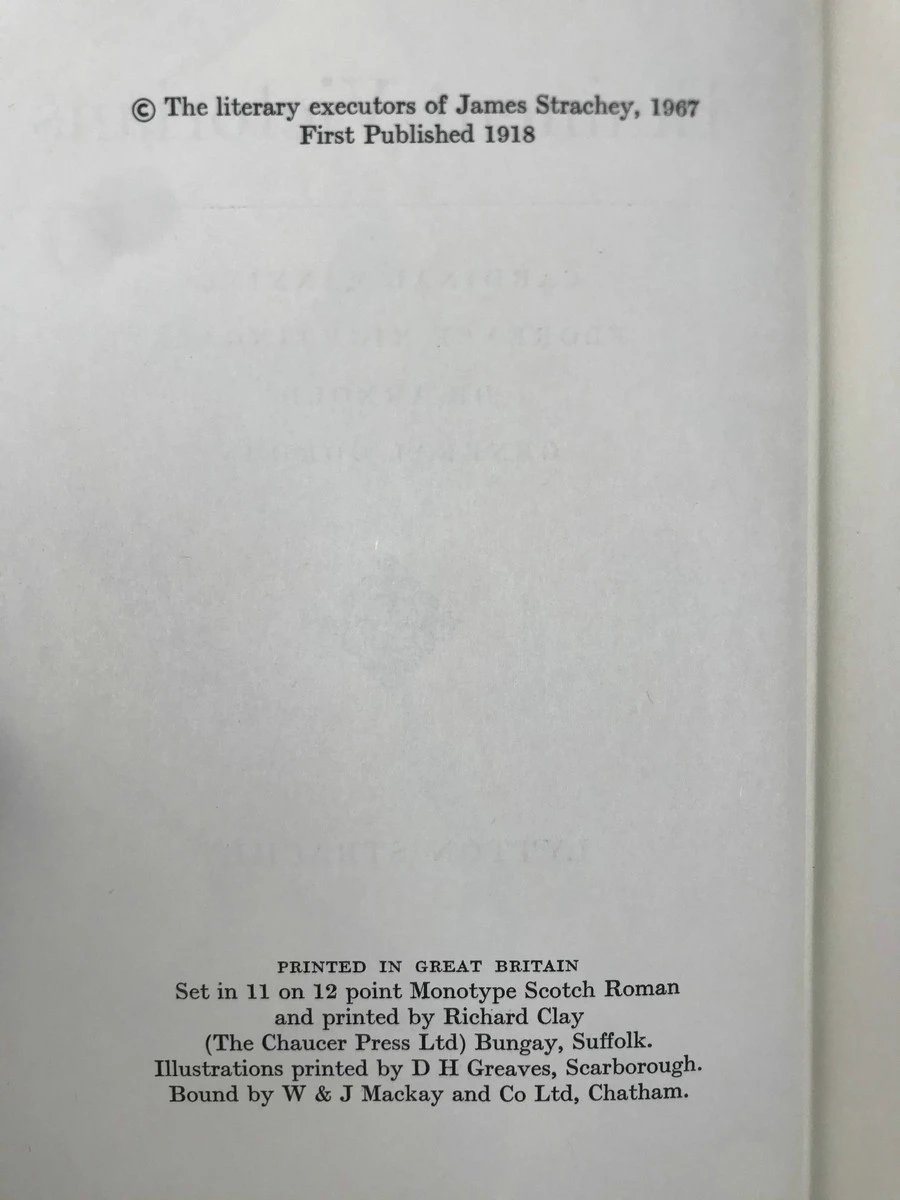 © The literary executors of James Strachey, 1967
First Published 1918
PRINTED IN GREAT BRITAIN
Set in 11 on 12 point Monotype Scotch Roman
and printed by Richard Clay
(The Chaucer Press Ltd) Bungay, Suffolk.
Illustrations printed by D H Greaves, Scarborough.
Bound by W & J Mackay and Co Ltd, Chatham.